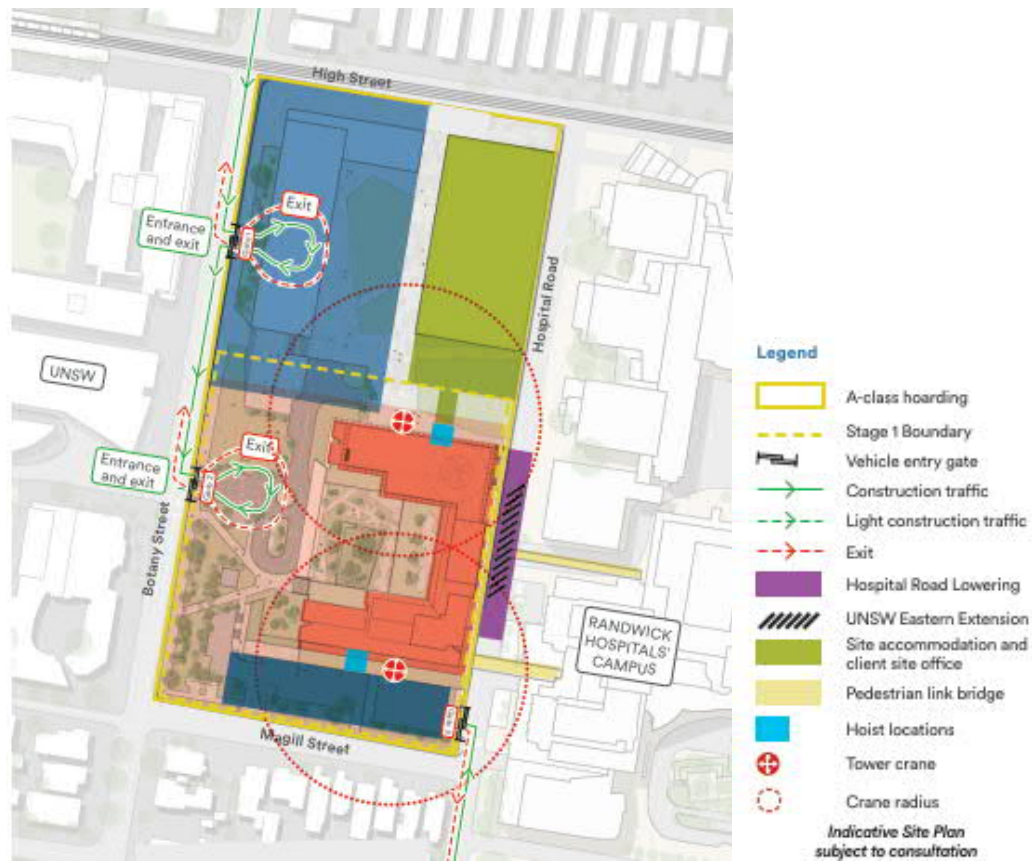 High Street
Exit
Entrance
and exit
Hospital Road
UNSW
Exit
Entrance
and exit
Botany Street
RANDWICK
HOSPITALS'
CAMPUS
Magill Street
Legend
A-class hoarding
Stage 1 Boundary
Vehicle entry gate
Construction traffic
Light construction traffic
Exit
Hospital Road Lowering
UNSW Eastern Extension
Site accommodation and
client site office
Pedestrian link bridge
Hoist locations
Tower crane
Crane radius
Indicative Site Plan
subject to consultation